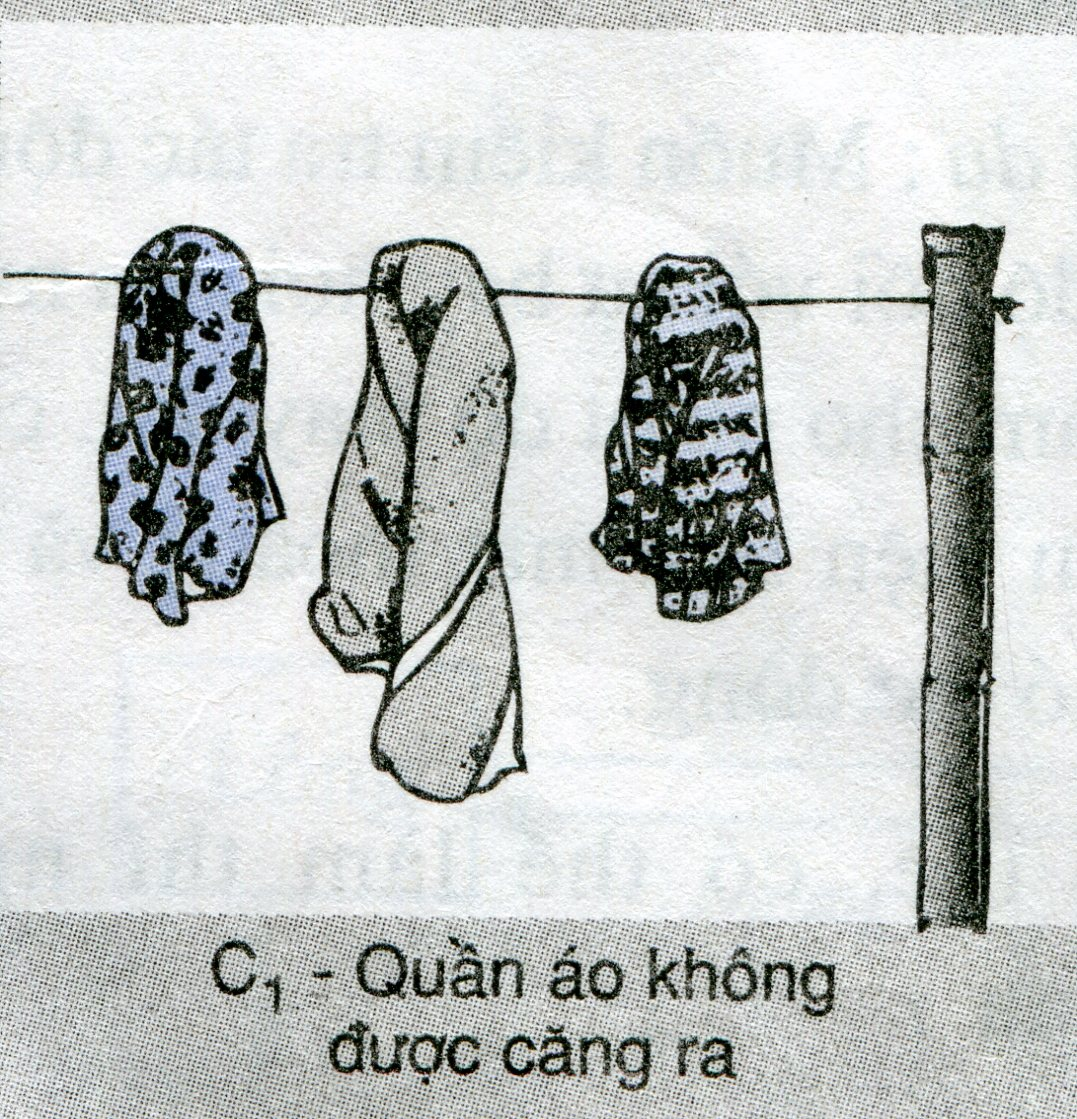 C₁ - Quần áo không
được căng ra